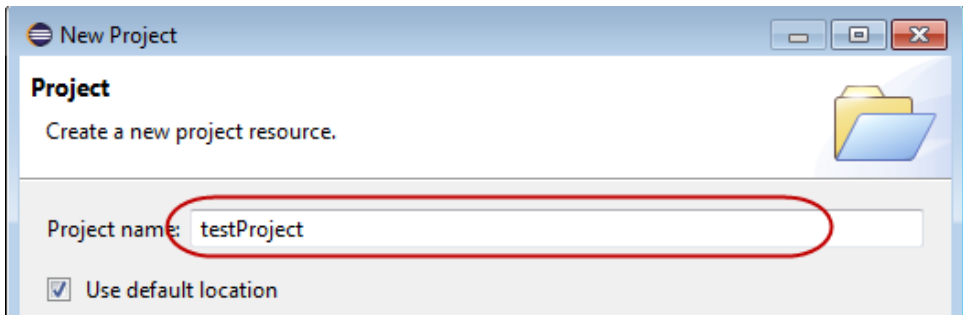 New Project
Project
Create a new project resource.
Project name: testProject
Use default location